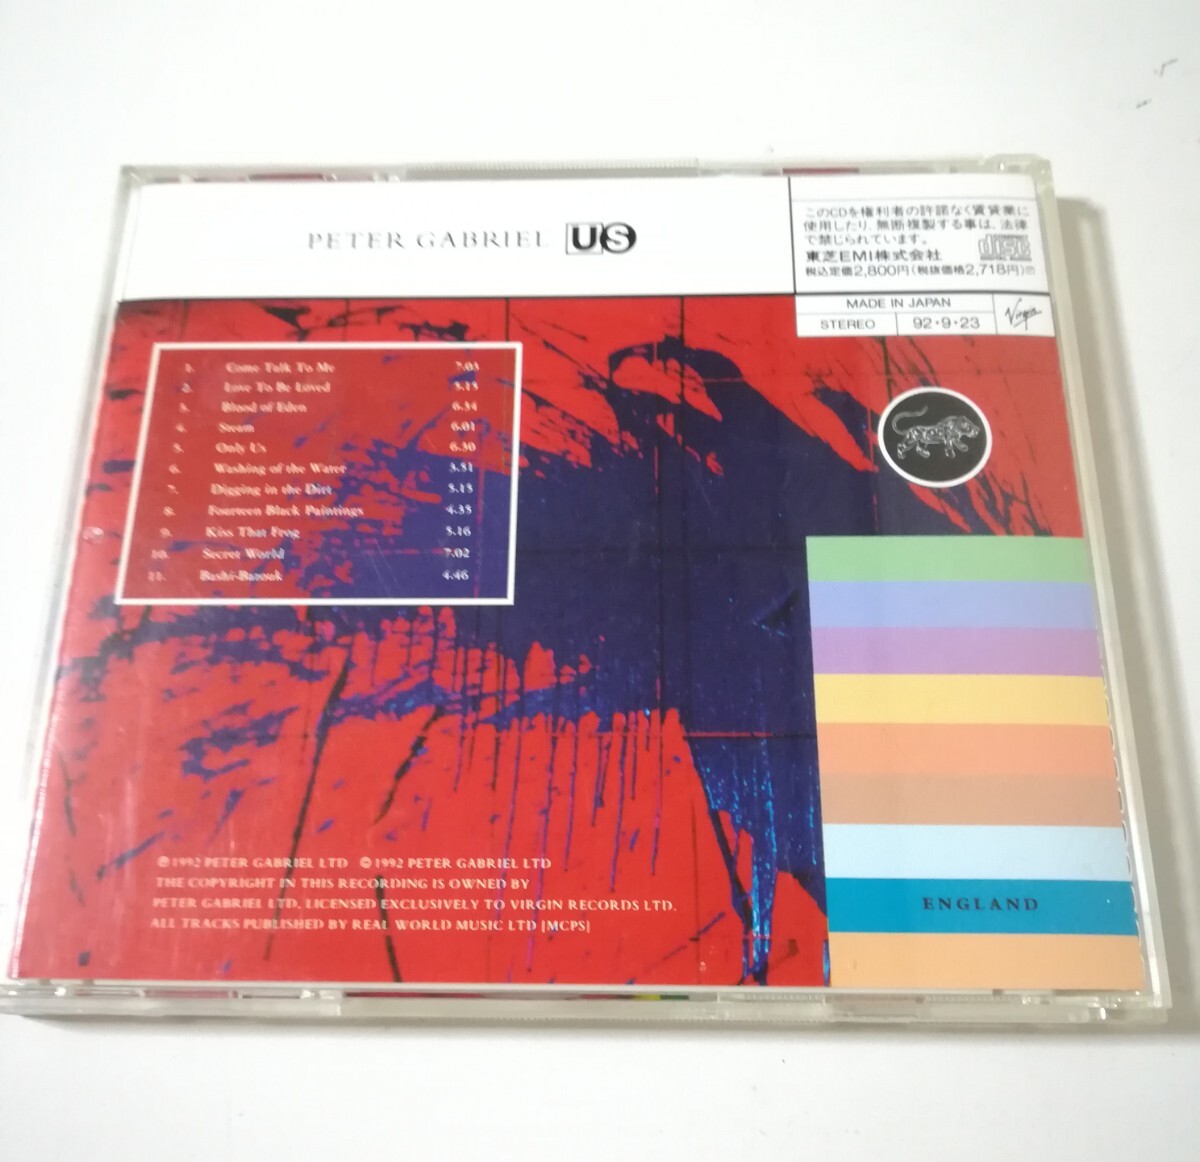 PETER GABRIEL US
このCDを権利者の許諾なく賃貸業に
使用したり、無断複製する事は、法律
で禁じられています。
東芝EMI株式会社
税込定価2,800円(税抜価格2,718円)
COMPACT disc DIGITAL AUDIO
MADE IN JAPAN
STEREO 92・9・23
Virgin
1. Come Talk To Me 7.03
2. Love To Be Loved 5.15
3. Blood of Eden 6.34
4. Steam 6.01
5. Only Us 6.30
6. Washing of the Water 3.51
7. Digging in the Dirt 5.15
8. Fourteen Black Paintings 4.35
9. Kiss That Frog 5.16
10. Secret World 7.02
11. Bashi-Bazouk 4.46
℗1992 PETER GABRIEL LTD ©1992 PETER GABRIEL LTD
THE COPYRIGHT IN THIS RECORDING IS OWNED BY
PETER GABRIEL LTD. LICENSED EXCLUSIVELY TO VIRGIN RECORDS LTD.
ALL TRACKS PUBLISHED BY REAL WORLD MUSIC LTD [MCPS]
ENGLAND